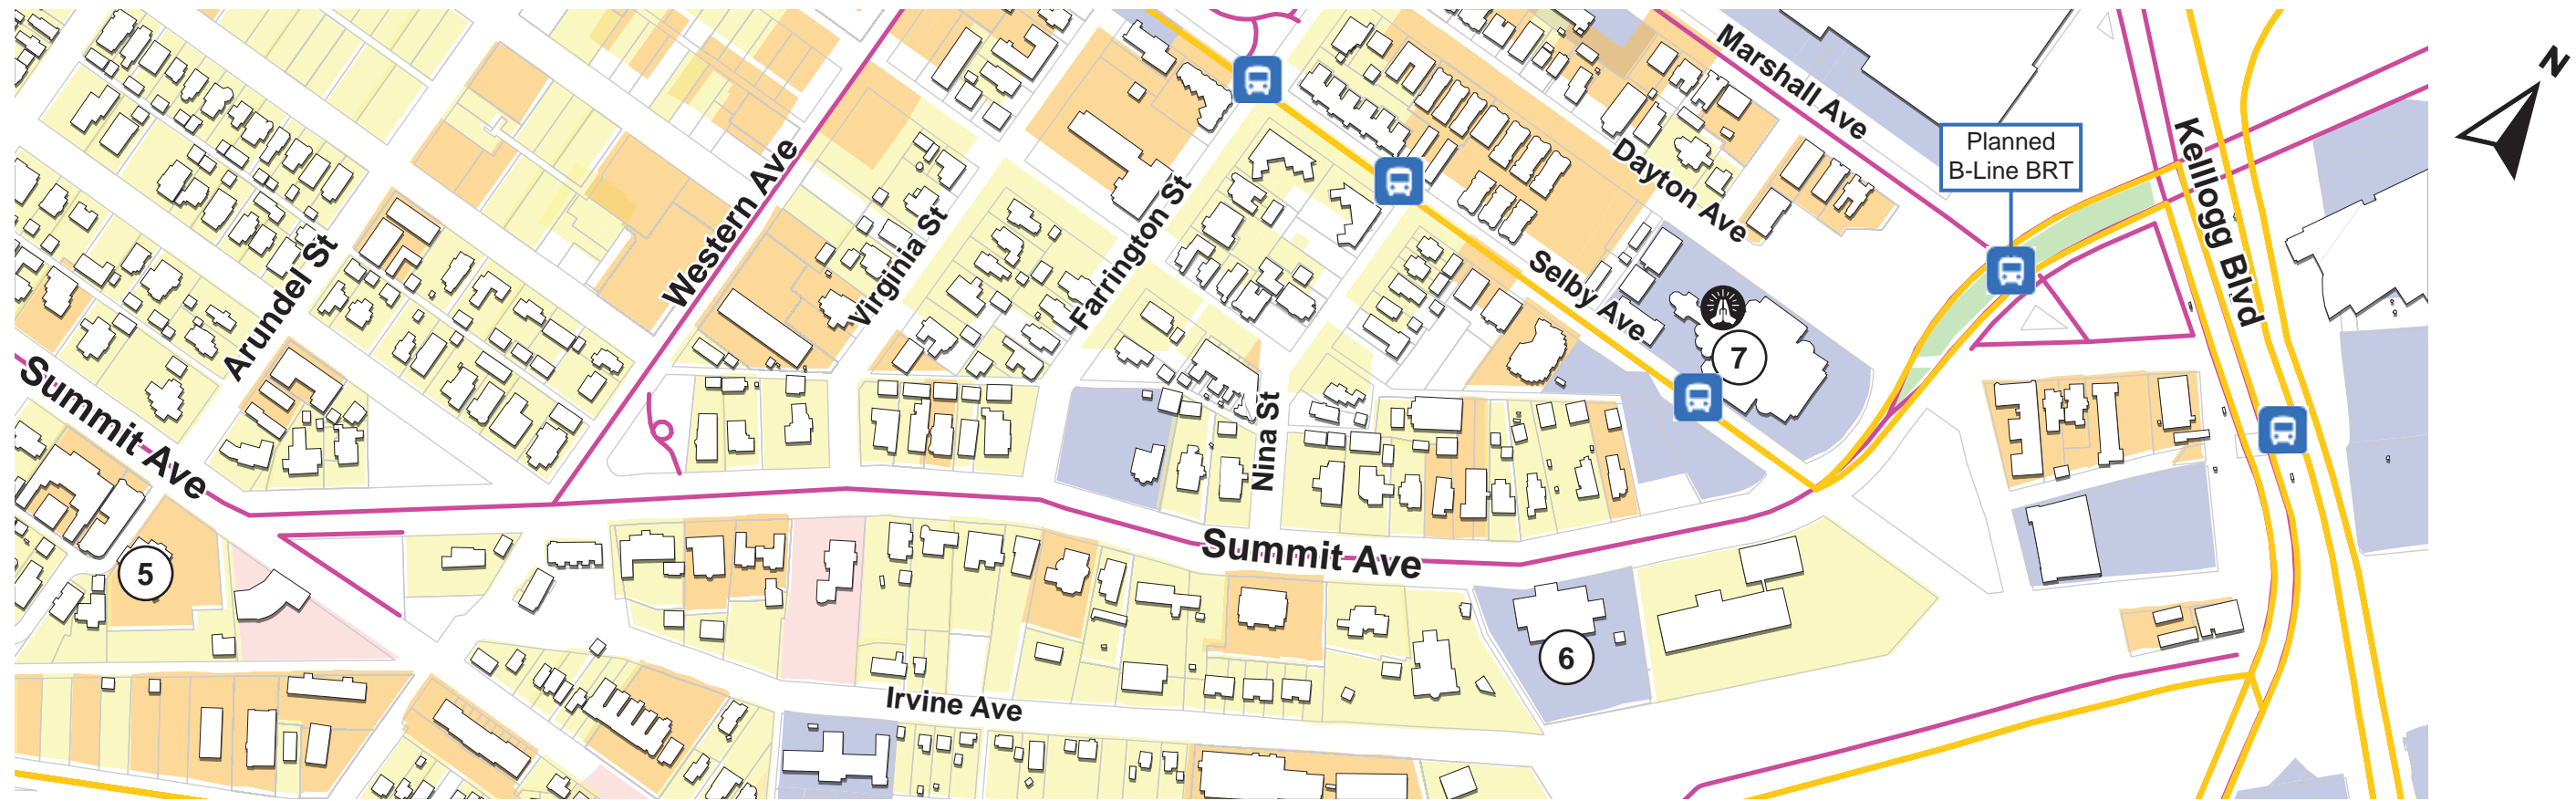 N
Marshall Ave
Kelllogg Blvd
Planned
B-Line BRT
Dayton Ave
Western Ave
Farrington St
Virginia St
Selby Ave
Arundel St
7
Summit Ave
Nina St
Summit Ave
5
6
Irvine Ave